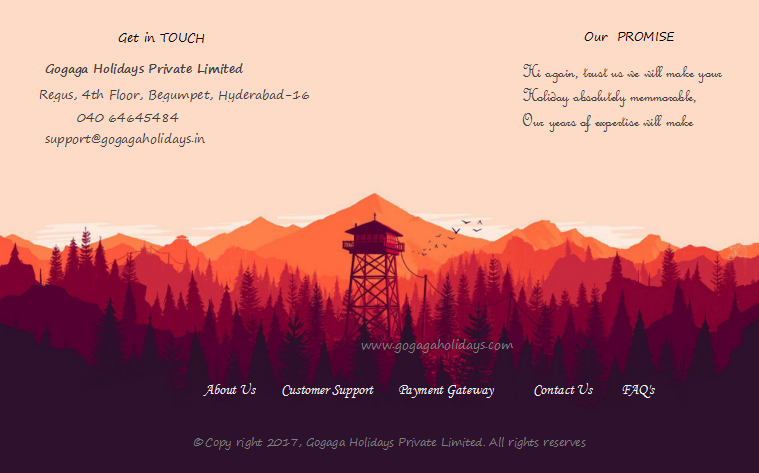 Get in TOUCH
Gogaga Holidays Private Limited
Regus, 4th Floor, Begumpet, Hyderabad-16
040 64645484
support@gogagaholidays.in
Our PROMISE
Hi again, trust us we will make your
Holiday absolutely memmorable,
Our years of expertise will make
www.gogagaholidays.com
About Us Customer Support Payment Gateway Contact Us FAQ's
©Copy right 2017, Gogaga Holidays Private Limited. All rights reserves